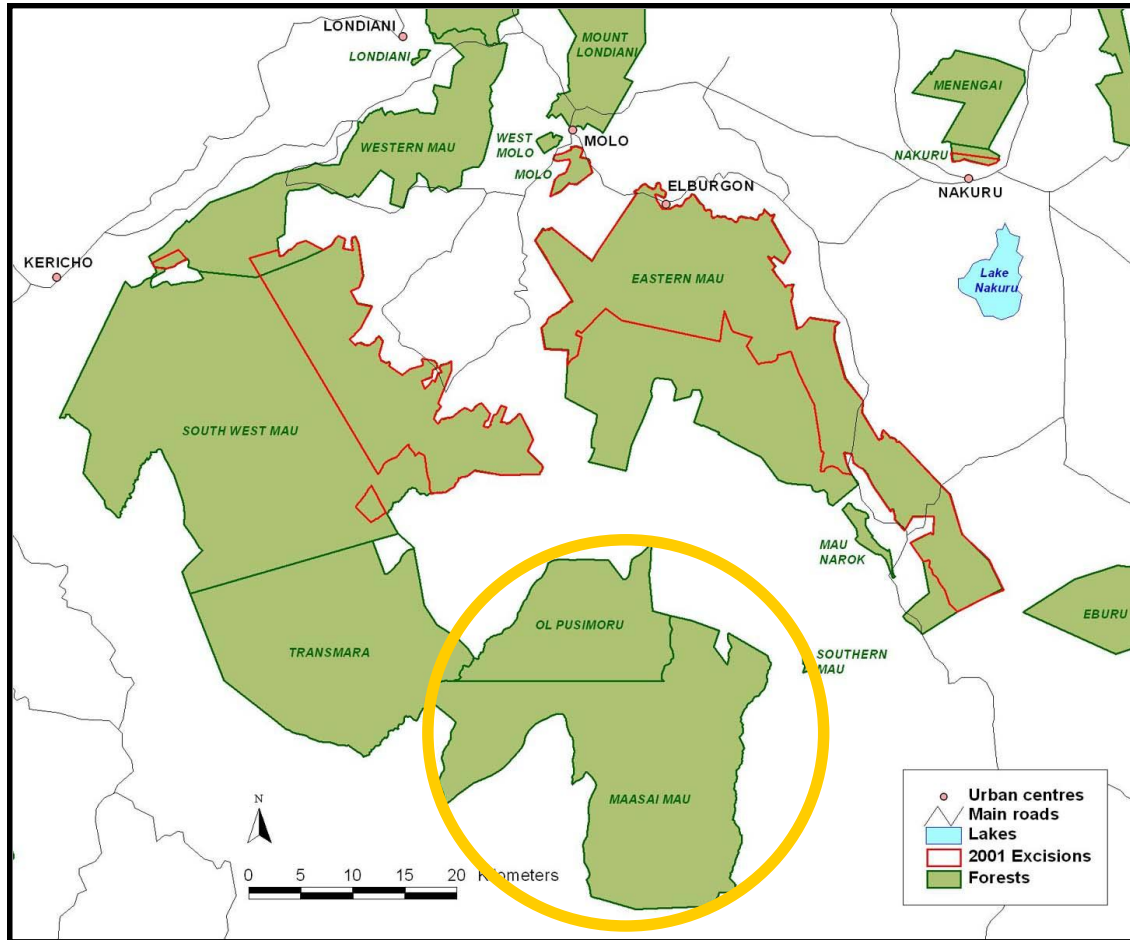 LONDIANI
LONDIANI
MOUNT
LONDIANI
MENENGAI
WESTERN MAU
WEST
MOLO
MOLO
MOLO
NAKURU
NAKURU
ELBURGON
KERICHO
EASTERN MAU
Lake
Nakuru
SOUTH WEST MAU
MAU
NAROK
EBURU
OL PUSIMORU
TRANSMARA
SOUTHERN
MAU
MAASAI MAU
N
0 5 10 15 20 Kilometers
Urban centres
Main roads
Lakes
2001 Excisions
Forests